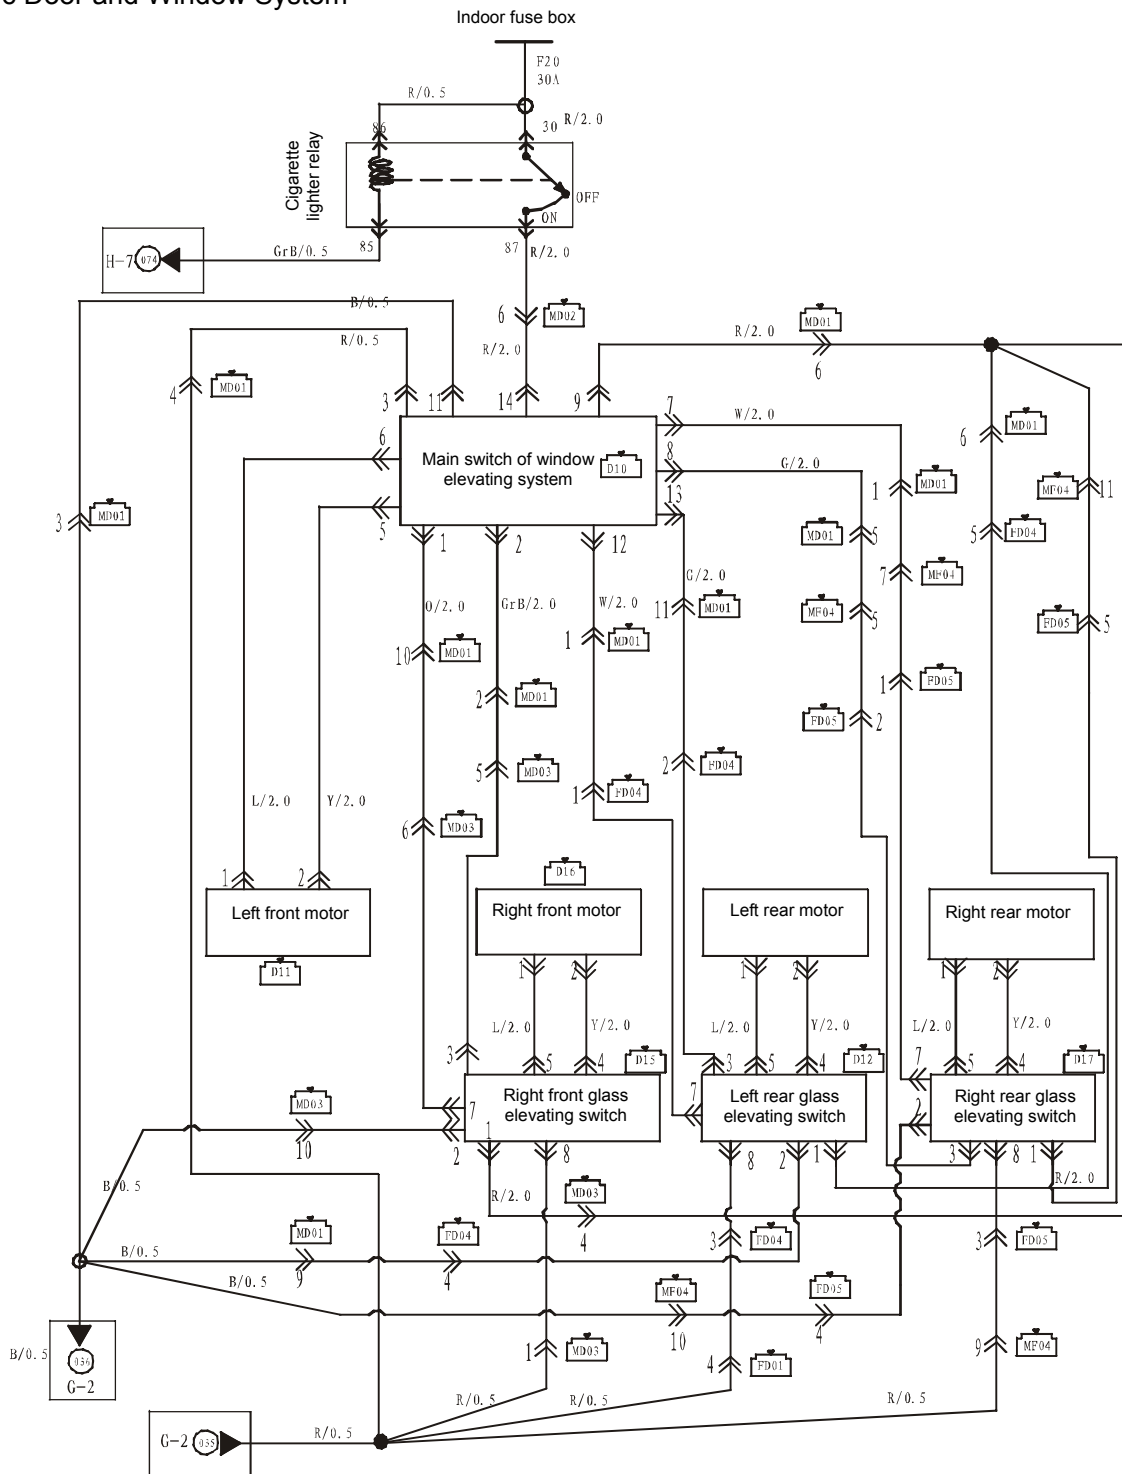 c Door and Window System
Indoor fuse box
F20
30A
R/0.5
86
30
R/2.0
Cigarette
lighter relay
OFF
ON
85
87
GrB/0.5
R/2.0
H-7
074
B/0.5
6
MD02
R/0.5
R/2.0
R/2.0
MD01
6
4
MD01
3
11
14
9
7
W/2.0
6
MD01
6
Main switch of window
elevating system
D10
8
G/2.0
1
MD01
MF04
11
13
3
MD01
5
1
2
12
MD01
5
5
FD04
7
MF04
G/2.0
O/2.0
GrB/2.0
W/2.0
11
MD01
MF04
5
FD05
5
10
MD01
1
MD01
2
MD01
1
FD05
FD05
2
5
MD03
2
FD04
1
FD04
L/2.0
Y/2.0
6
MD03
1
2
D16
Left front motor
Right front motor
Left rear motor
Right rear motor
D11
1
2
1
2
1
2
L/2.0
Y/2.0
L/2.0
Y/2.0
L/2.0
Y/2.0
3
5
4
D15
3
5
4
D12
7
5
4
D17
Right front glass
elevating switch
Left rear glass
elevating switch
Right rear glass
elevating switch
MD03
7
7
2
10
1
2
8
8
2
1
3
8
1
B/0.5
R/2.0
MD03
R/2.0
4
MD01
FD04
3
FD04
3
FD05
B/0.5
9
4
B/0.5
MF04
FD05
10
4
B/0.5
036
G-2
1
MD03
4
FD01
9
MF04
R/0.5
R/0.5
R/0.5
G-2
035
R/0.5